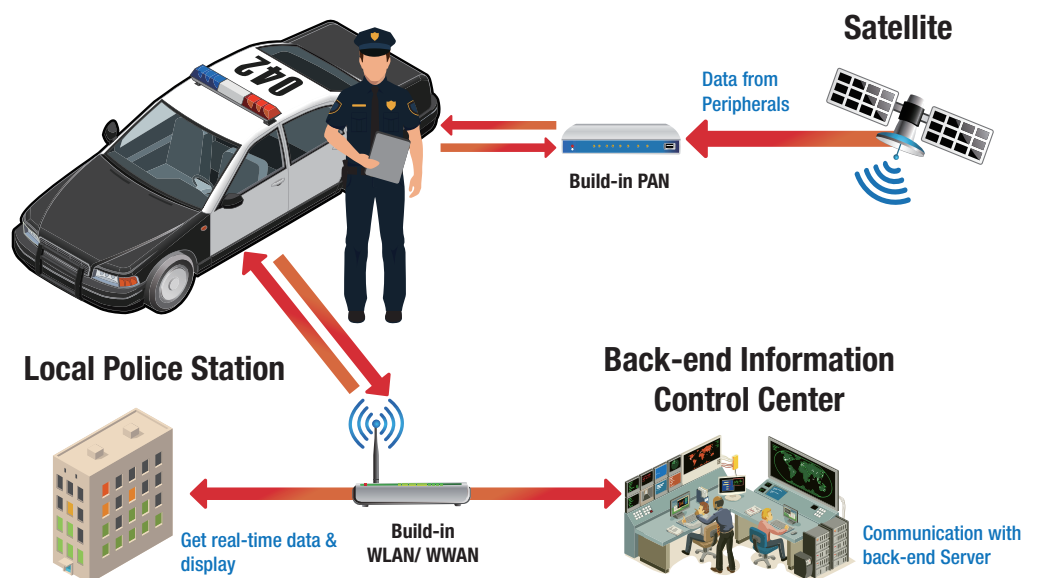 Satellite
042
Data from
Peripherals
Build-in PAN
Local Police Station
Back-end Information
Control Center
Get real-time data &
display
Build-in
WLAN/ WWAN
Communication with
back-end Server